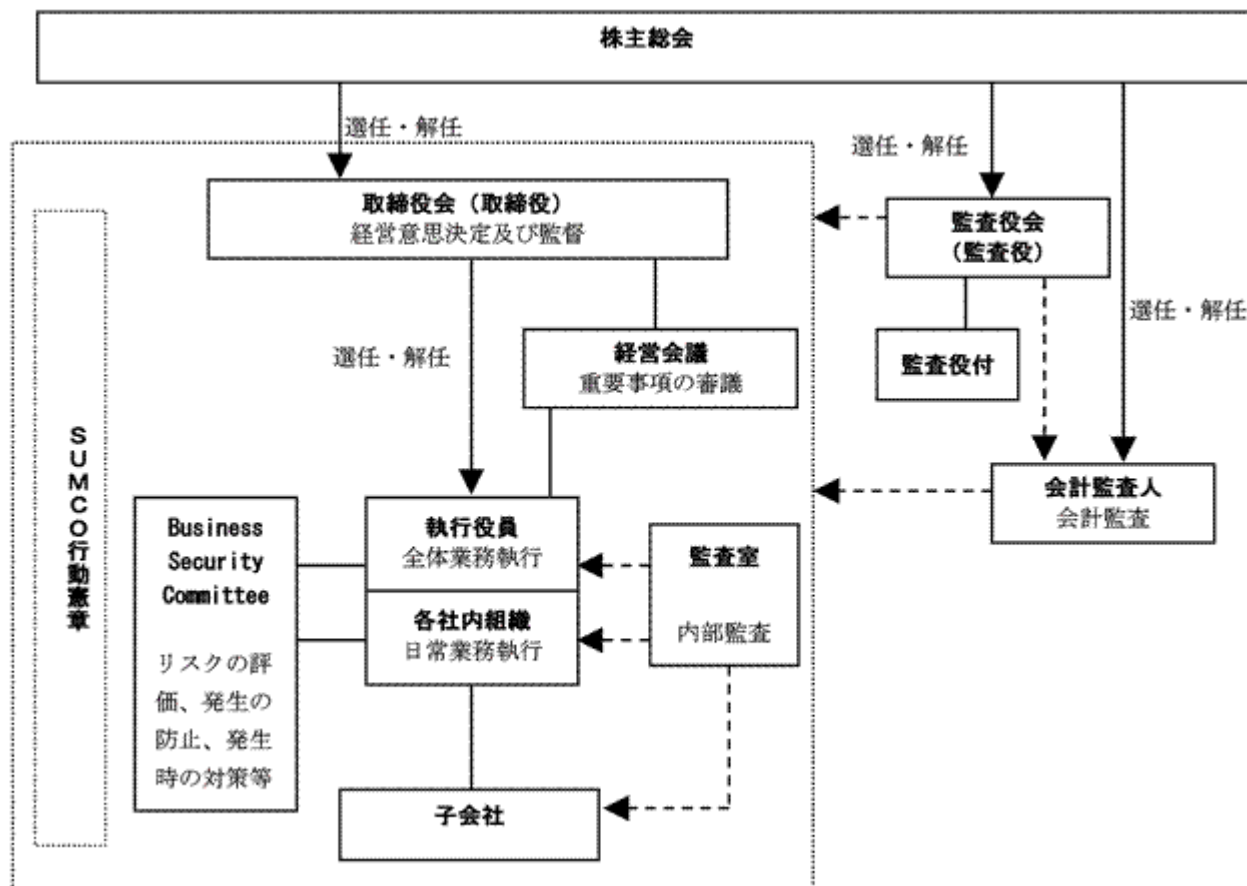 株主総会
選任・解任
選任・解任
取締役会（取締役）
経営意思決定及び監督
監査役会
（監査役）
選任・解任
選任・解任
経営会議
重要事項の審議
監査役付
ＳＵＭＣＯ行動憲章
Business
Security
Committee
リスクの評
価、発生の
防止、発生
時の対策等
執行役員
全体業務執行
各社内組織
日常業務執行
監査室
内部監査
会計監査人
会計監査
子会社